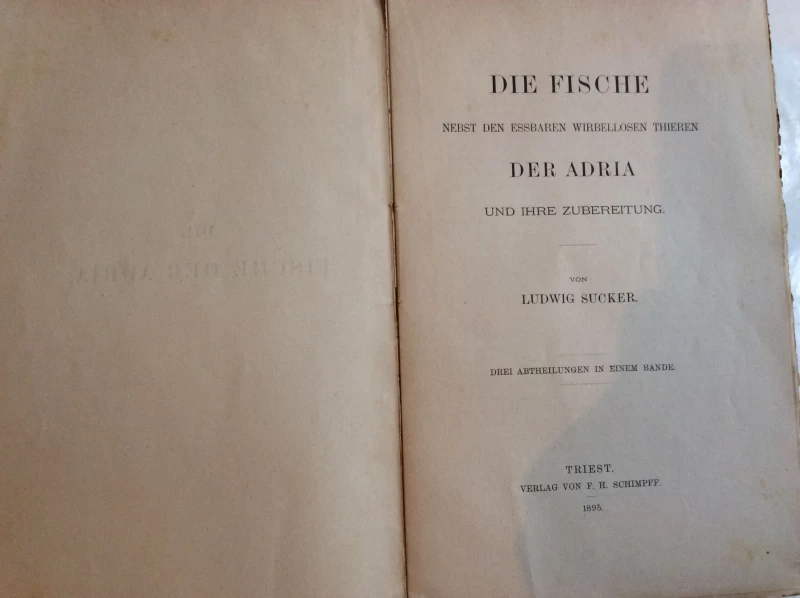 DIE FISCHE
NEBST DEN ESSBAREN WIRBELLOSEN THIEREN
DER ADRIA
UND IHRE ZUBEREITUNG.
VON
LUDWIG SUCKER.
DREI ABTHEILUNGEN IN EINEM BANDE.
TRIEST.
VERLAG VON F. H. SCHIMPFF.
1895.